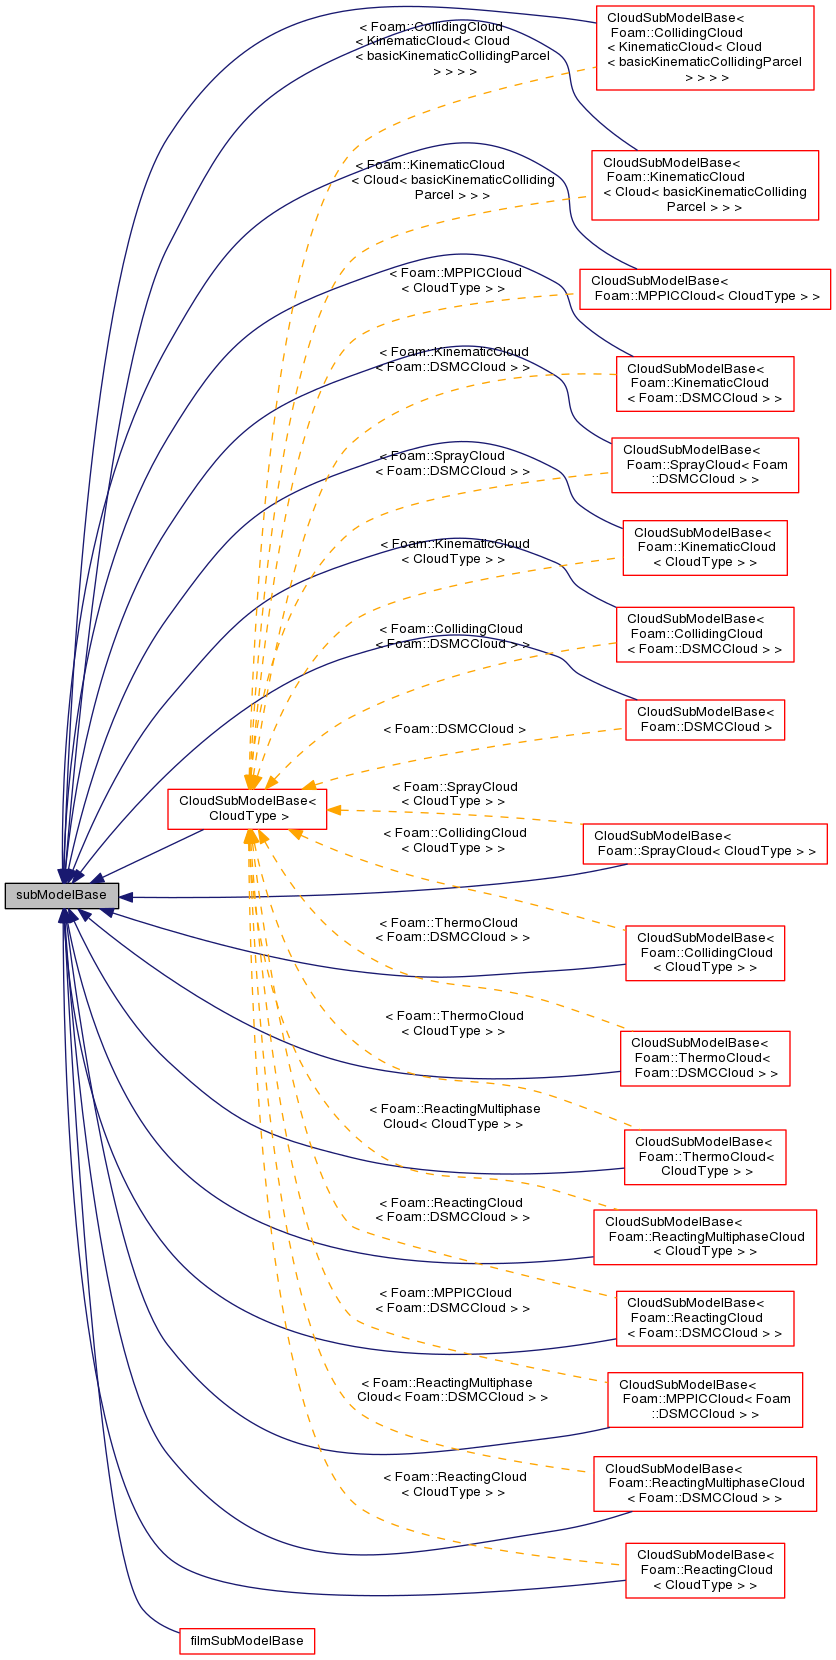 CloudSubModelBase<
Foam::CollidingCloud
< KinematicCloud< Cloud
< basicKinematicCollidingParcel
> > > >
< Foam::CollidingCloud
< KinematicCloud< Cloud
< basicKinematicCollidingParcel
> > > >
CloudSubModelBase<
Foam::KinematicCloud
< Cloud< basicKinematicColliding
Parcel > > >
< Foam::KinematicCloud
< Cloud< basicKinematicColliding
Parcel > > >
CloudSubModelBase<
Foam::MPPICCloud< CloudType > >
< Foam::MPPICCloud
< CloudType > >
CloudSubModelBase<
Foam::KinematicCloud
< Foam::DSMCCloud > >
< Foam::KinematicCloud
< Foam::DSMCCloud > >
CloudSubModelBase<
Foam::SprayCloud< Foam
::DSMCCloud > >
< Foam::SprayCloud
< Foam::DSMCCloud > >
CloudSubModelBase<
Foam::KinematicCloud
< CloudType > >
< Foam::KinematicCloud
< CloudType > >
CloudSubModelBase<
Foam::CollidingCloud
< Foam::DSMCCloud > >
< Foam::CollidingCloud
< Foam::DSMCCloud > >
CloudSubModelBase<
Foam::DSMCCloud >
< Foam::DSMCCloud >
CloudSubModelBase<
CloudType >
< Foam::SprayCloud
< CloudType > >
CloudSubModelBase<
Foam::SprayCloud< CloudType > >
< Foam::CollidingCloud
< CloudType > >
subModelBase
CloudSubModelBase<
Foam::CollidingCloud
< CloudType > >
< Foam::ThermoCloud
< Foam::DSMCCloud > >
CloudSubModelBase<
Foam::ThermoCloud<
Foam::DSMCCloud > >
< Foam::ThermoCloud
< CloudType > >
CloudSubModelBase<
Foam::ThermoCloud<
CloudType > >
< Foam::ReactingMultiphase
Cloud< CloudType > >
CloudSubModelBase<
Foam::ReactingMultiphaseCloud
< CloudType > >
< Foam::ReactingCloud
< Foam::DSMCCloud > >
CloudSubModelBase<
Foam::ReactingCloud
< Foam::DSMCCloud > >
< Foam::MPPICCloud
< Foam::DSMCCloud > >
CloudSubModelBase<
Foam::MPPICCloud< Foam
::DSMCCloud > >
< Foam::ReactingMultiphase
Cloud< Foam::DSMCCloud > >
CloudSubModelBase<
Foam::ReactingMultiphaseCloud
< Foam::DSMCCloud > >
< Foam::ReactingCloud
< CloudType > >
CloudSubModelBase<
Foam::ReactingCloud
< CloudType > >
filmSubModelBase